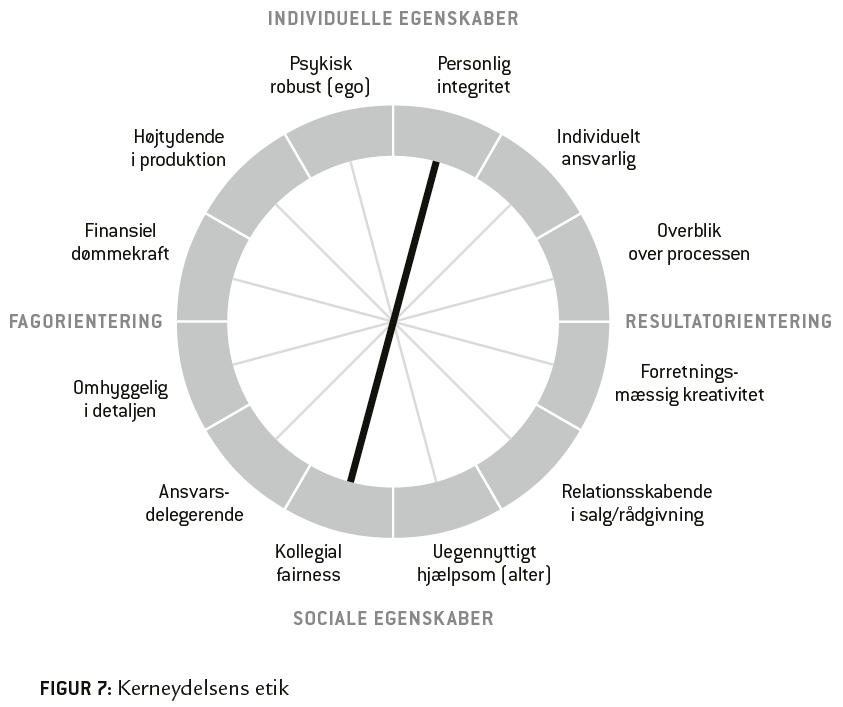 INDIVIDUELLE EGENSKABER
Psykisk
robust (ego)
Personlig
integritet
Højtydende
i produktion
Individuelt
ansvarlig
Finansiel
dømmekraft
Overblik
over processen
FAGORIENTERING
RESULTATORIENTERING
Omhyggelig
i detaljen
Forretnings-
mæssig kreativitet
Ansvars-
delegerende
Relationsskabende
i salg/rådgivning
Kollegial
fairness
Uegennyttigt
hjælpsom (alter)
SOCIALE EGENSKABER
FIGUR 7: Kerneydelsens etik